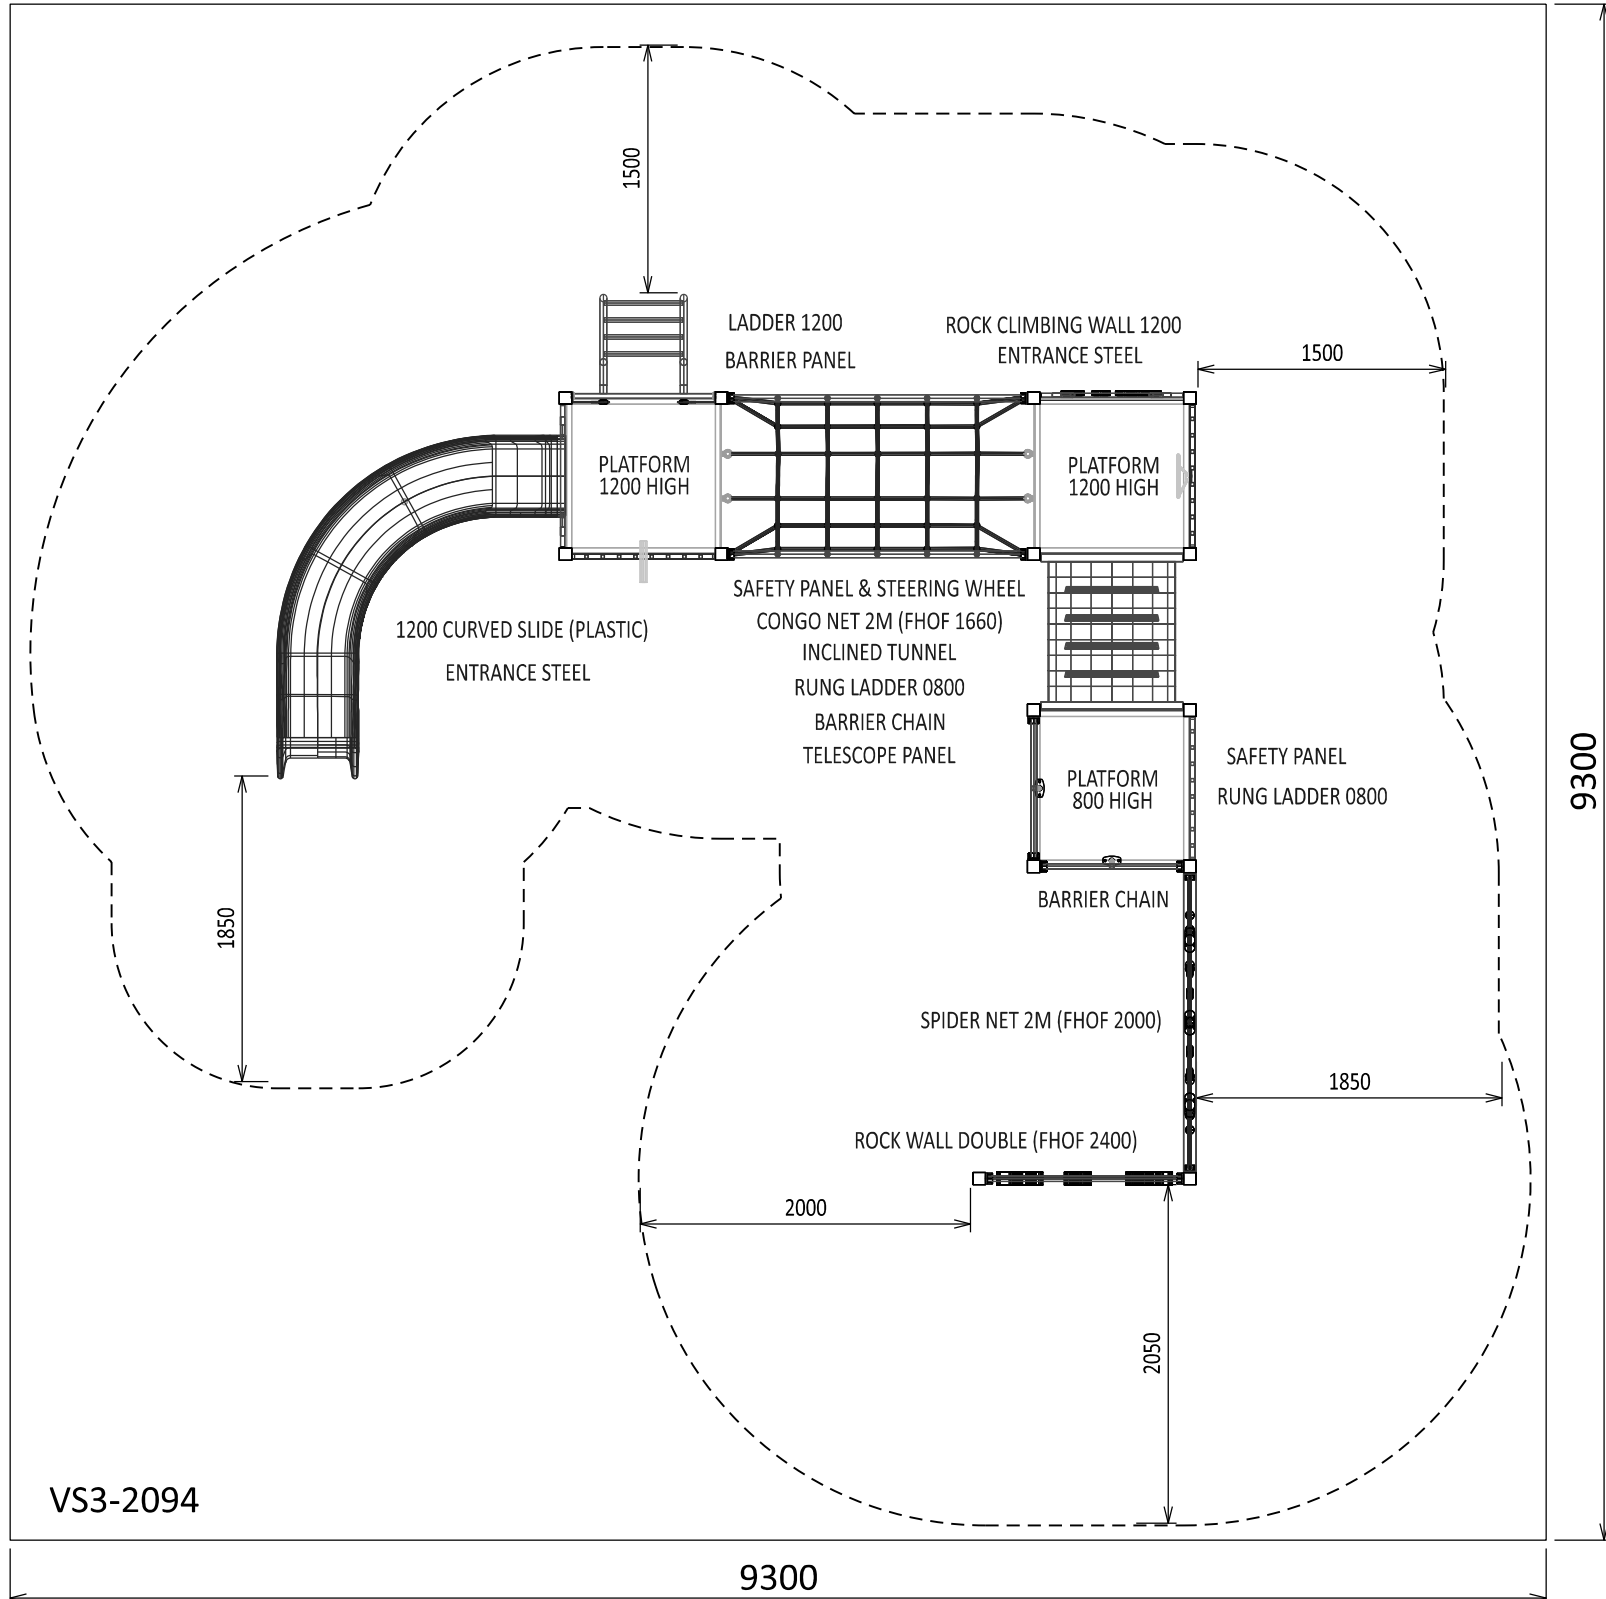 1500
LADDER 1200
BARRIER PANEL
ROCK CLIMBING WALL 1200
ENTRANCE STEEL
1500
PLATFORM
1200 HIGH
PLATFORM
1200 HIGH
1200 CURVED SLIDE (PLASTIC)
ENTRANCE STEEL
SAFETY PANEL & STEERING WHEEL
CONGO NET 2M (FHOF 1660)
INCLINED TUNNEL
RUNG LADDER 0800
BARRIER CHAIN
TELESCOPE PANEL
PLATFORM
800 HIGH
SAFETY PANEL
RUNG LADDER 0800
9300
1850
BARRIER CHAIN
SPIDER NET 2M (FHOF 2000)
1850
ROCK WALL DOUBLE (FHOF 2400)
2000
2050
VS3-2094
9300